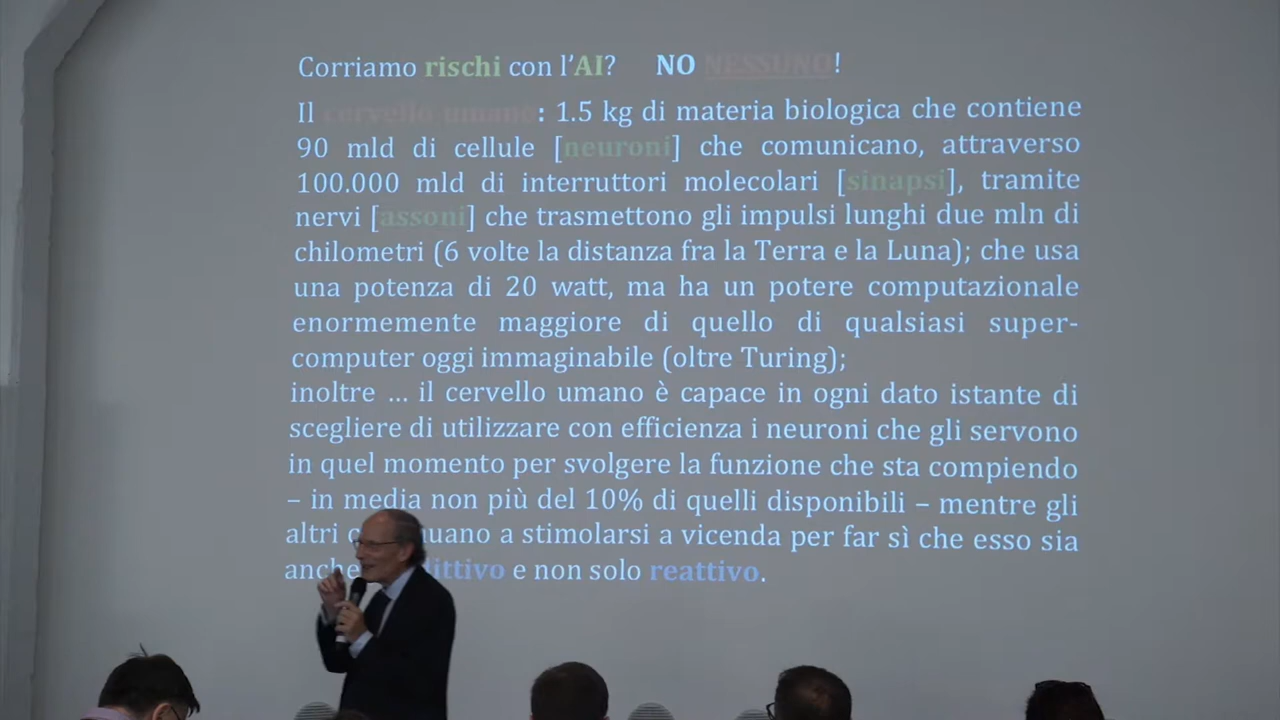 Corriamo rischi con l’AI? NO NESSUNO!
Il cervello umano: 1.5 kg di materia biologica che contiene
90 mld di cellule [neuroni] che comunicano, attraverso
100.000 mld di interruttori molecolari [sinapsi], tramite
nervi [assoni] che trasmettono gli impulsi lunghi due mln di
chilometri (6 volte la distanza fra la Terra e la Luna); che usa
una potenza di 20 watt, ma ha un potere computazionale
enormemente maggiore di quello di qualsiasi super-
computer oggi immaginabile (oltre Turing);
inoltre ... il cervello umano è capace in ogni dato istante di
scegliere di utilizzare con efficienza i neuroni che gli servono
in quel momento per svolgere la funzione che sta compiendo
– in media non più del 10% di quelli disponibili – mentre gli
altri a stimolarsi a vicenda per far sì che esso sia
anche e non solo reattivo.